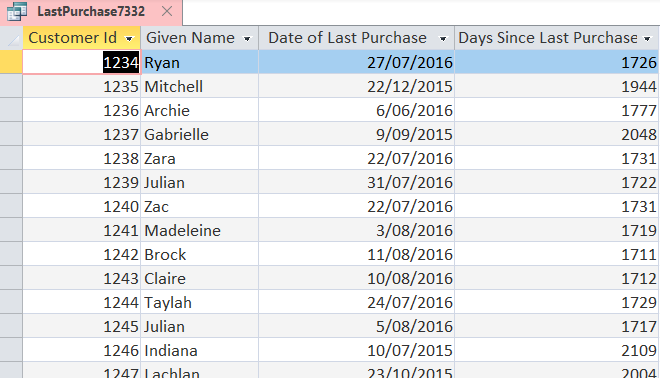 LastPurchase7332
Customer Id Given Name Date of Last Purchase Days Since Last Purchase
1234 Ryan 27/07/2016 1726
1235 Mitchell 22/12/2015 1944
1236 Archie 6/06/2016 1777
1237 Gabrielle 9/09/2015 2048
1238 Zara 22/07/2016 1731
1239 Julian 31/07/2016 1722
1240 Zac 22/07/2016 1731
1241 Madeleine 3/08/2016 1719
1242 Brock 11/08/2016 1711
1243 Claire 10/08/2016 1712
1244 Taylah 24/07/2016 1729
1245 Julian 5/08/2016 1717
1246 Indiana 10/07/2015 2109
1247 Lachlan 23/10/2015 2004